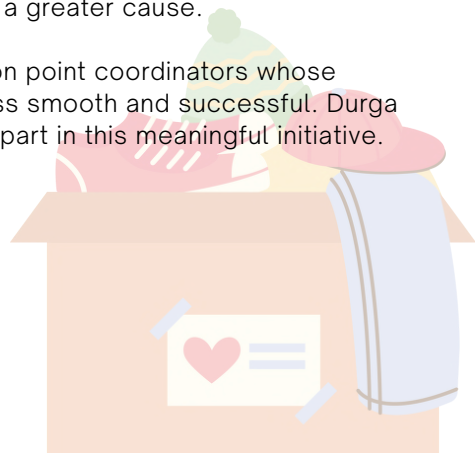 a greater cause.
on point coordinators whose
ss smooth and successful. Durga
part in this meaningful initiative.